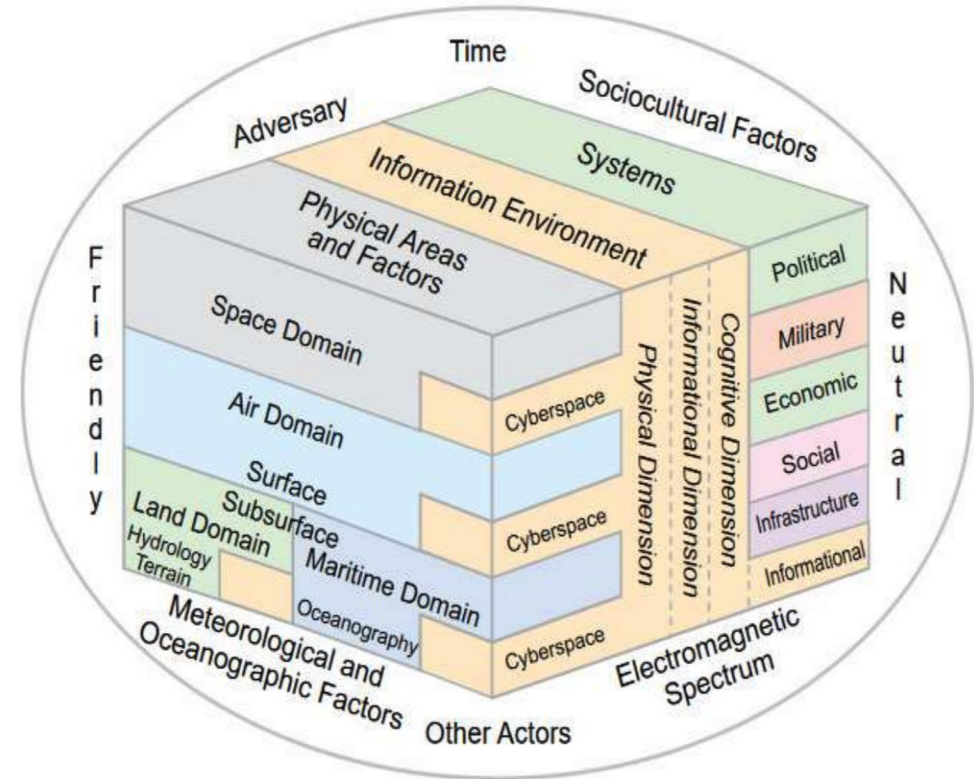 Time
Adversary
Sociocultural Factors
Systems
Information Environment
Physical Areas
and Factors
Friendly
Neutral
Space Domain
Air Domain
Surface
Subsurface
Land Domain
Hydrology
Terrain
Maritime Domain
Oceanography
Cyberspace
Cyberspace
Cyberspace
Physical Dimension
Informational Dimension
Cognitive Dimension
Political
Military
Economic
Social
Infrastructure
Informational
Meteorological and
Oceanographic Factors
Electromagnetic
Spectrum
Other Actors